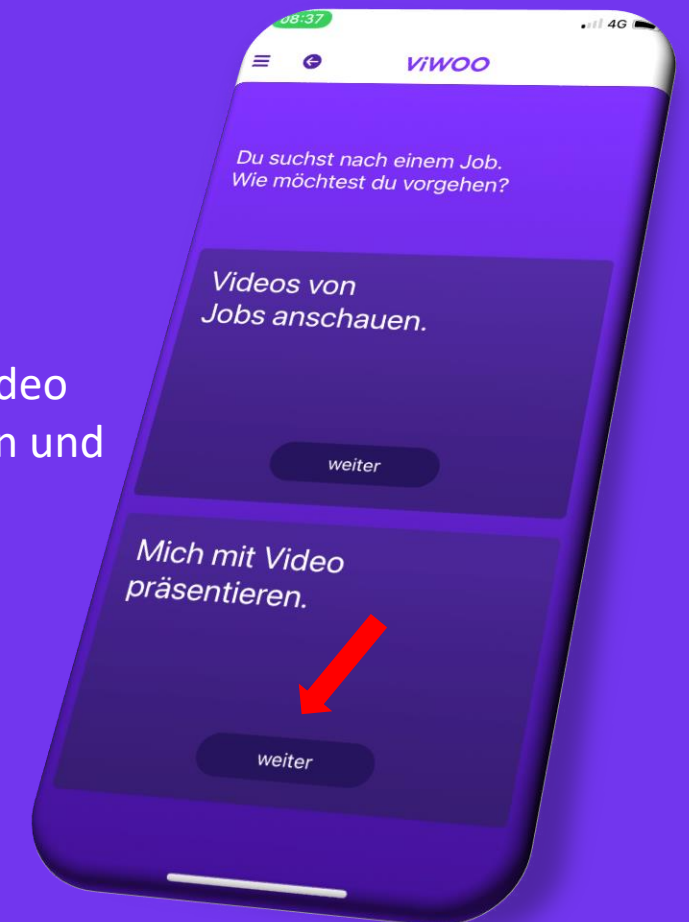 08:37
4G
ViWOO
Du suchst nach einem Job.
Wie möchtest du vorgehen?
Videos von
Jobs anschauen.
weiter
Mich mit Video
präsentieren.
weiter
und